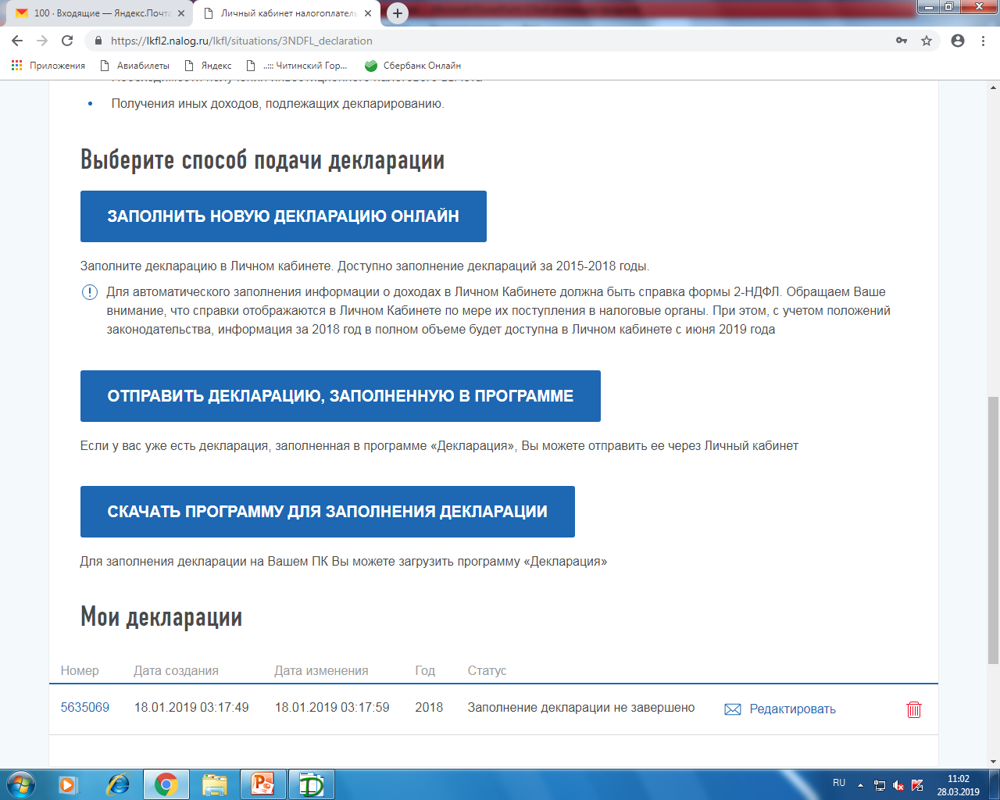 100 · Входящие — Яндекс.Почта
Личный кабинет налогоплатель
https://lkfl2.nalog.ru/lkfl/situations/3NDFL_declaration
Приложения
Авиабилеты
Яндекс
..::: Читинский Гор...
Сбербанк Онлайн
Получения иных доходов, подлежащих декларированию.
Выберите способ подачи декларации
ЗАПОЛНИТЬ НОВУЮ ДЕКЛАРАЦИЮ ОНЛАЙН
Заполните декларацию в Личном кабинете. Доступно заполнение деклараций за 2015-2018 годы.
Для автоматического заполнения информации о доходах в Личном Кабинете должна быть справка формы 2-НДФЛ. Обращаем Ваше
внимание, что справки отображаются в Личном Кабинете по мере их поступления в налоговые органы. При этом, с учетом положений
законодательства, информация за 2018 год в полном объеме будет доступна в Личном кабинете с июня 2019 года
ОТПРАВИТЬ ДЕКЛАРАЦИЮ, ЗАПОЛНЕННУЮ В ПРОГРАММЕ
Если у вас уже есть декларация, заполненная в программе «Декларация», Вы можете отправить ее через Личный кабинет
СКАЧАТЬ ПРОГРАММУ ДЛЯ ЗАПОЛНЕНИЯ ДЕКЛАРАЦИИ
Для заполнения декларации на Вашем ПК Вы можете загрузить программу «Декларация»
Мои декларации
Номер Дата создания Дата изменения Год Статус
5635069 18.01.2019 03:17:49 18.01.2019 03:17:59 2018 Заполнение декларации не завершено Редактировать
RU 11:02
28.03.2019